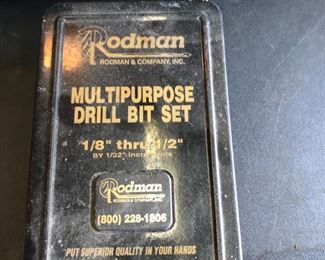 Rodman
RODMAN & COMPANY, INC.
MULTIPURPOSE
DRILL BIT SET
1/8" thru 1/2"
BY 1/32" Increments
Rodman
RODMAN & COMPANY, INC.
(800) 228-1806
"PUT SUPERIOR QUALITY IN YOUR HANDS